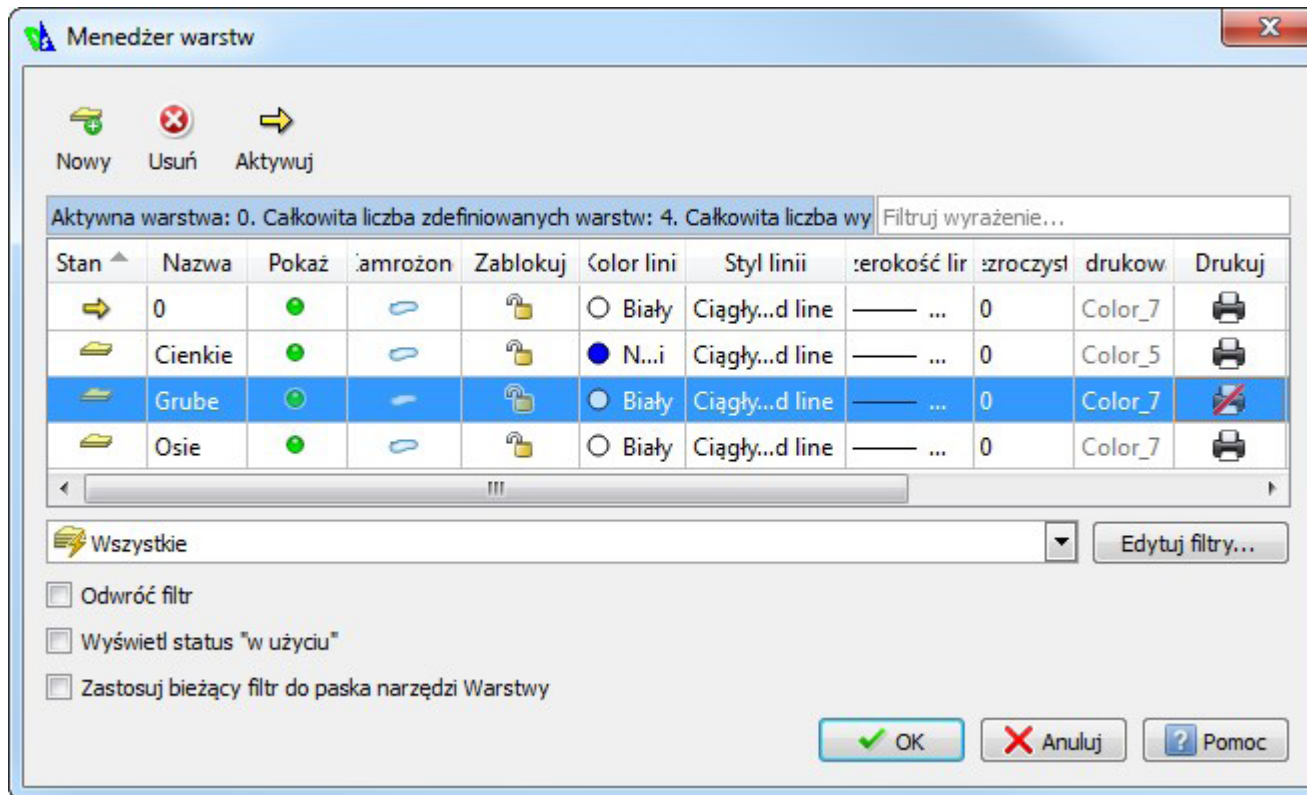 Menedżer warstw
Nowy Usuń Aktywuj
Aktywna warstwa: 0. Całkowita liczba zdefiniowanych warstw: 4. Całkowita liczba wy Filtruj wyrażenie...
Stan Nazwa Pokaż amrożon Zablokuj Kolor lini Styl linii zerokość lir ezroczyst drukow Drukuj
0 Biały Ciągły...d line ... 0 Color_7
Cienkie N...i Ciągły...d line ... 0 Color_5
Grube Biały Ciągły...d line ... 0 Color_7
Osie Biały Ciągły...d line ... 0 Color_7
Wszystkie Edytuj filtry...
Odwróć filtr
Wyświetl status "w użyciu"
Zastosuj bieżący filtr do paska narzędzi Warstwy
OK Anuluj ? Pomoc